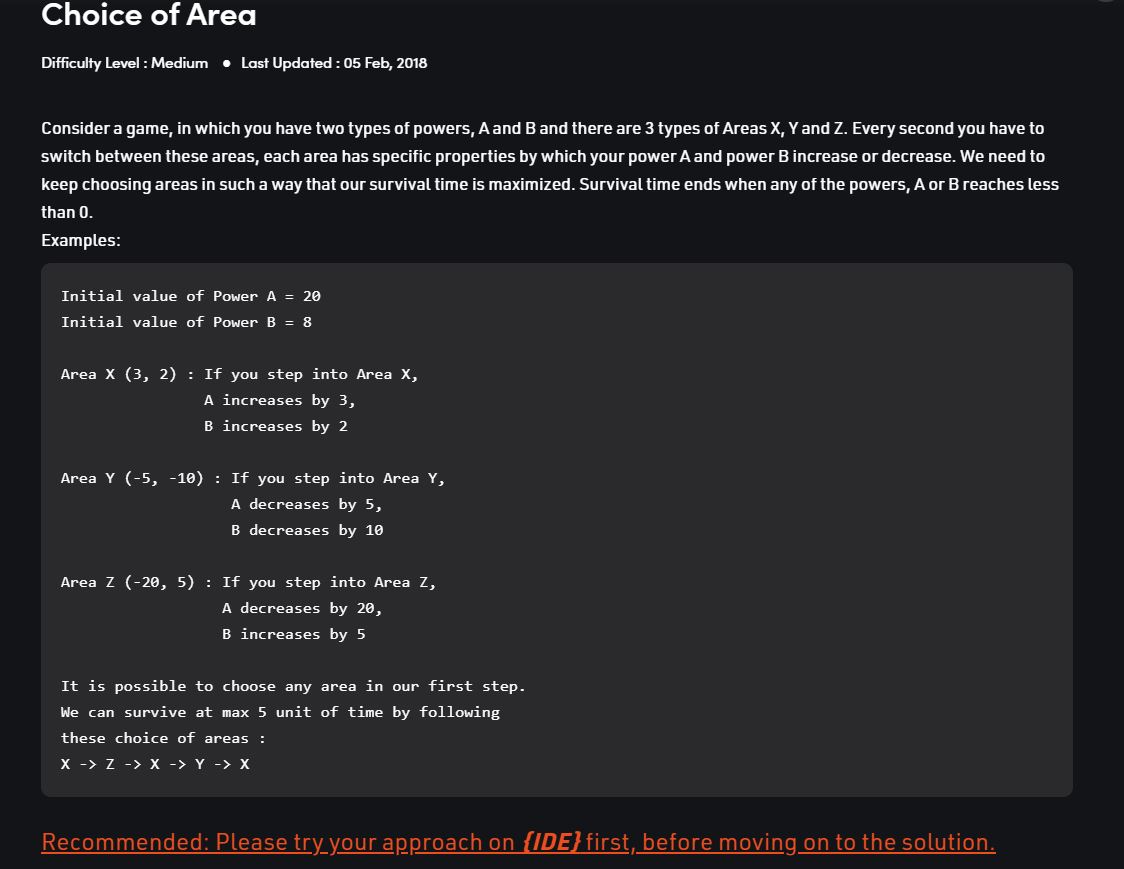 Choice of Area
Difficulty Level : Medium ● Last Updated : 05 Feb, 2018
Consider a game, in which you have two types of powers, A and B and there are 3 types of Areas X, Y and Z. Every second you have to
switch between these areas, each area has specific properties by which your power A and power B increase or decrease. We need to
keep choosing areas in such a way that our survival time is maximized. Survival time ends when any of the powers, A or B reaches less
than 0.
Examples:
Initial value of Power A = 20
Initial value of Power B = 8
Area X (3, 2) : If you step into Area X,
A increases by 3,
B increases by 2
Area Y (-5, -10) : If you step into Area Y,
A decreases by 5,
B decreases by 10
Area Z (-20, 5) : If you step into Area Z,
A decreases by 20,
B increases by 5
It is possible to choose any area in our first step.
We can survive at max 5 unit of time by following
these choice of areas :
X -> Z -> X -> Y -> X
Recommended: Please try your approach on {IDE} first, before moving on to the solution.